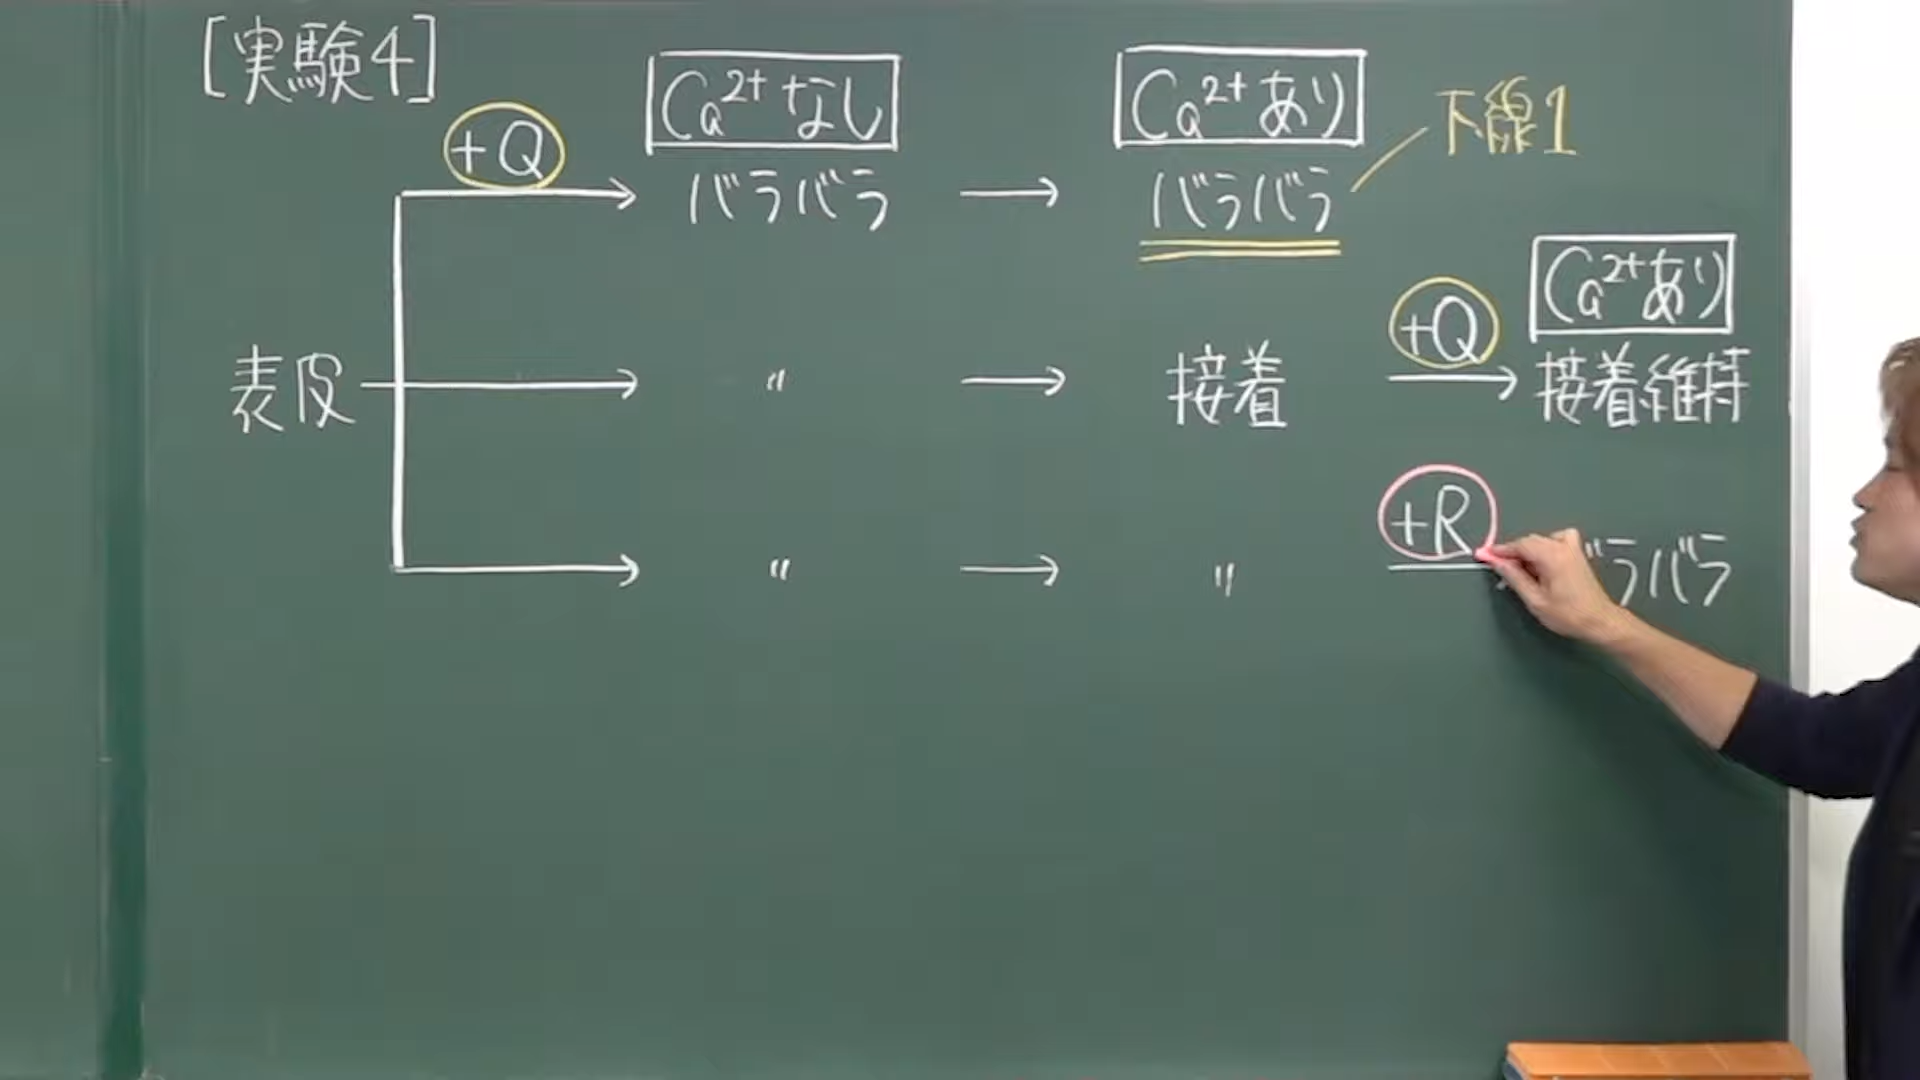 [実験4]
+Q
Ca²⁺なし
Ca²⁺あり
下線1
バラバラ → バラバラ
+Q
Ca²⁺あり
表皮 → 〃 → 接着 → 接着維持
+R
→ 〃 → 〃 ラバラ